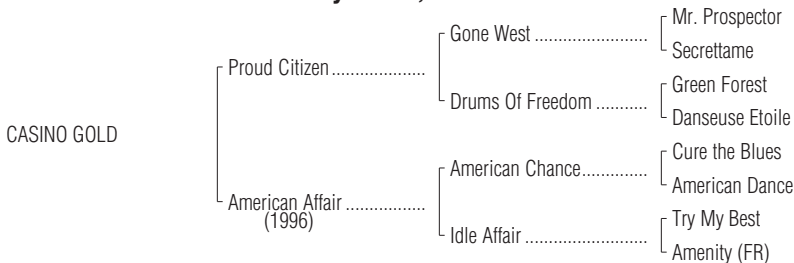 Mr. Prospector
Gone West
Secrettame
Proud Citizen
Green Forest
Drums Of Freedom
Danseuse Etoile
CASINO GOLD
Cure the Blues
American Chance
American Dance
American Affair
(1996)
Try My Best
Idle Affair
Amenity (FR)